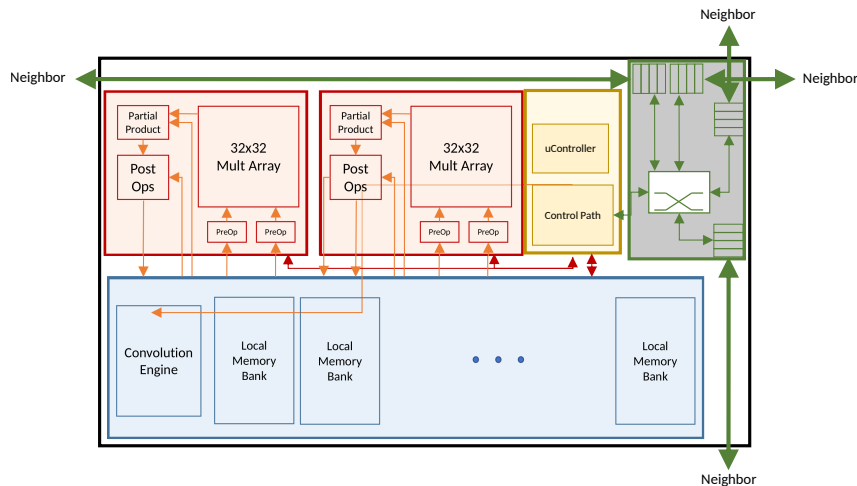 Neighbor
Neighbor
Neighbor
Partial
Product
32x32
Mult Array
Post
Ops
PreOp
PreOp
Partial
Product
32x32
Mult Array
Post
Ops
PreOp
PreOp
uController
Control Path
Convolution
Engine
Local
Memory
Bank
Local
Memory
Bank
Local
Memory
Bank
Neighbor